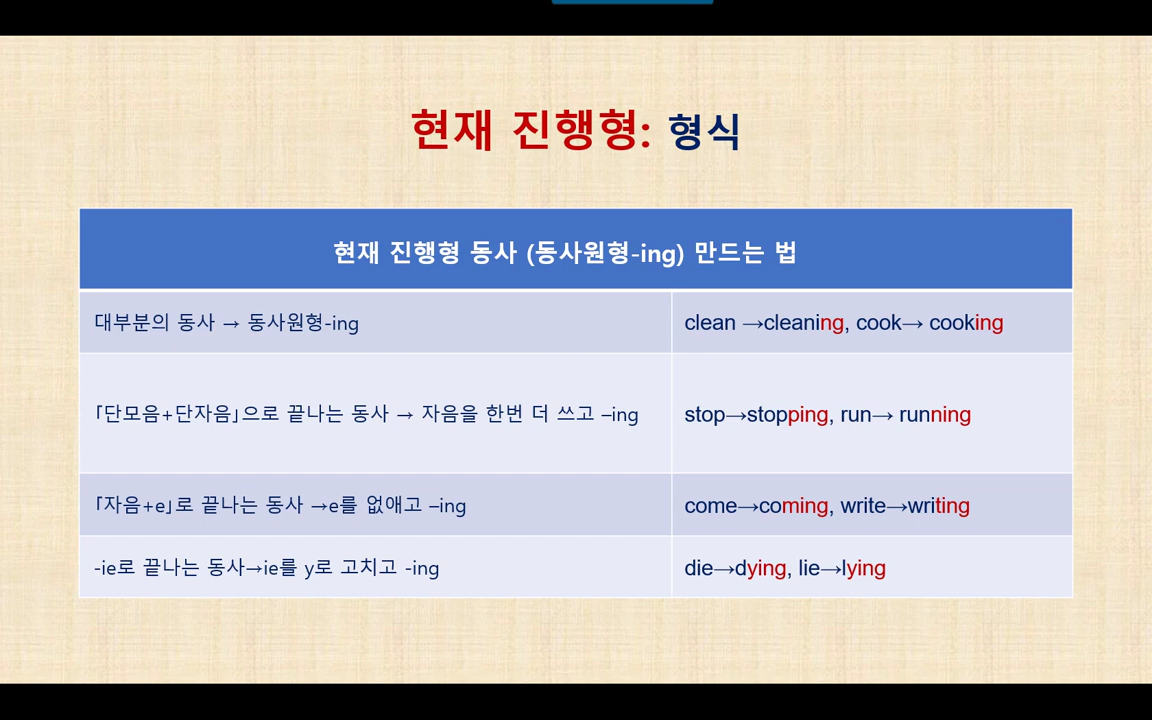 현재 진행형: 형식
현재 진행형 동사 (동사원형-ing) 만드는 법
대부분의 동사 → 동사원형-ing
clean →cleaning, cook→ cooking
「단모음+단자음」으로 끝나는 동사 → 자음을 한번 더 쓰고 –ing
stop→stopping, run→ running
「자음+e」로 끝나는 동사 →e를 없애고 –ing
come→coming, write→writing
-ie로 끝나는 동사→ie를 y로 고치고 -ing
die→dying, lie→lying